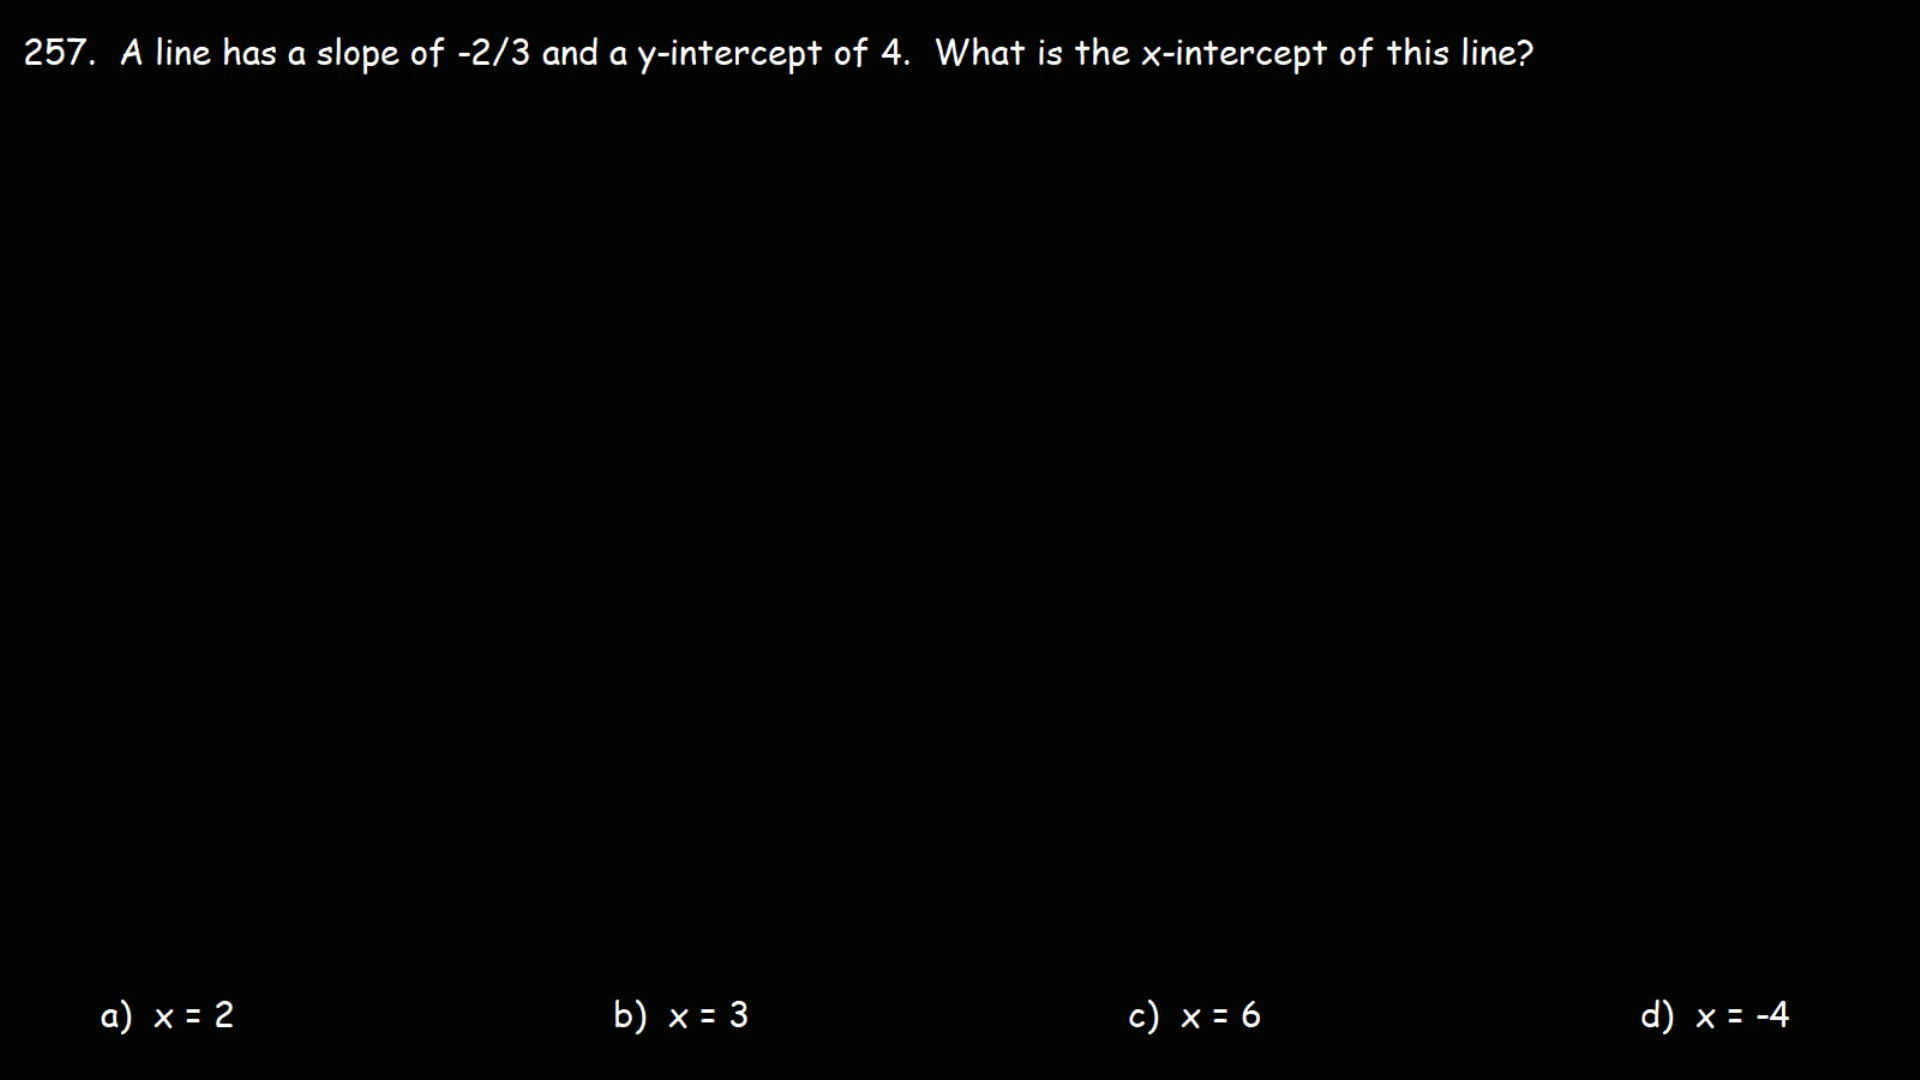 257. A line has a slope of -2/3 and a y-intercept of 4. What is the x-intercept of this line?
a) x = 2 b) x = 3 c) x = 6 d) x = -4